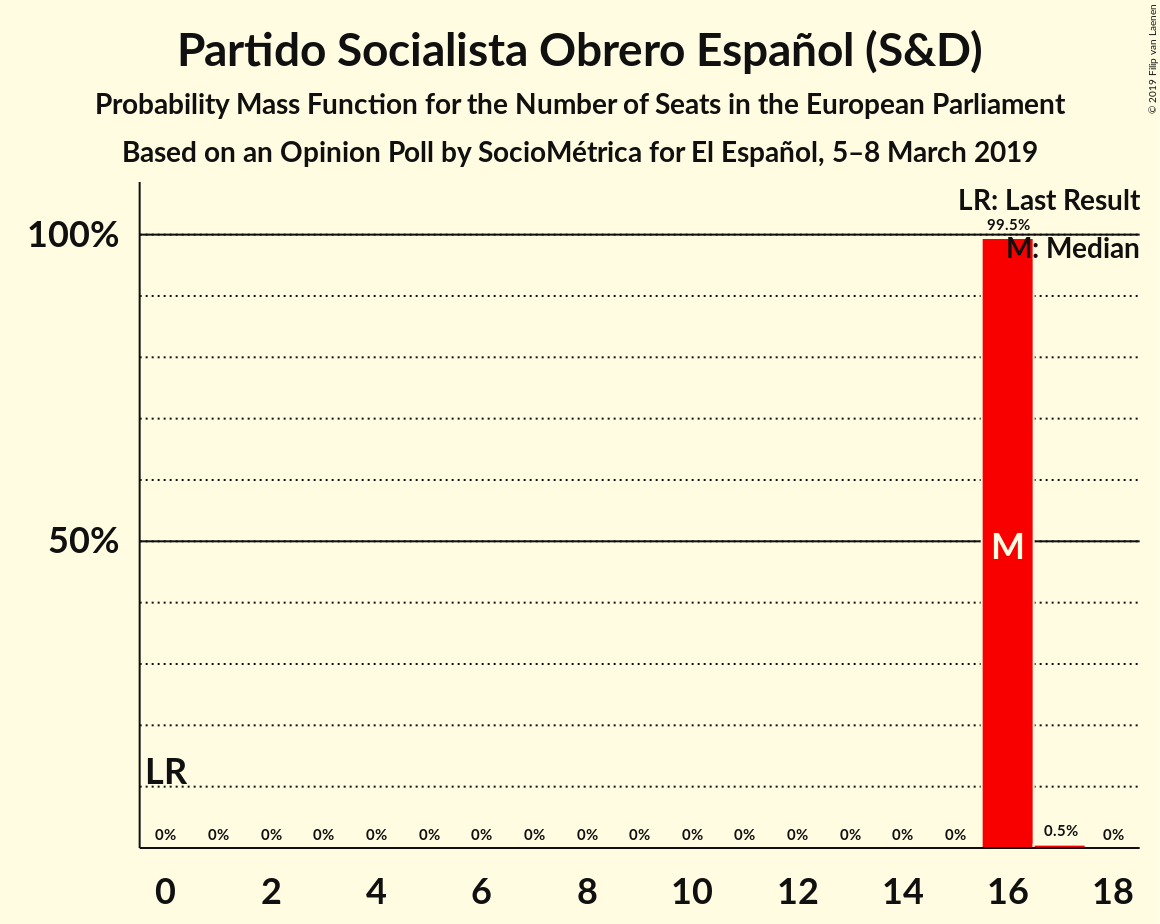 Partido Socialista Obrero Español (S&D)
Probability Mass Function for the Number of Seats in the European Parliament
Based on an Opinion Poll by SocioMétrica for El Español, 5–8 March 2019
© 2019 Filip van Laenen
LR: Last Result
M: Median
100%
50%
99.5%
M
LR
0% 0% 0% 0% 0% 0% 0% 0% 0% 0% 0% 0% 0% 0% 0% 0% 0.5% 0%
0 2 4 6 8 10 12 14 16 18